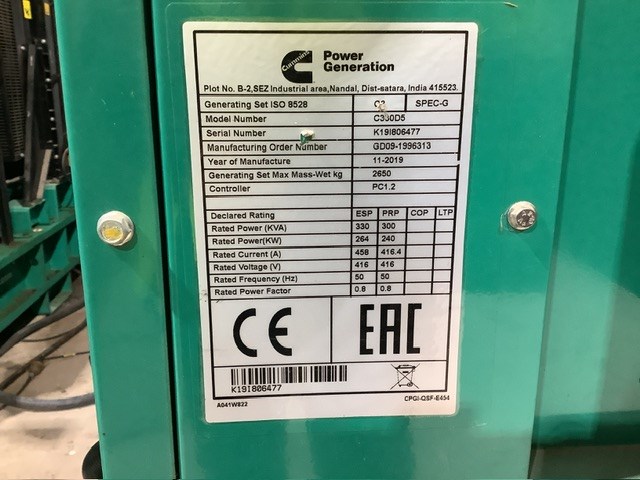 Cummins
Power
Generation
Plot No. B-2,SEZ Industrial area,Nandal, Dist-satara, India 415523.
Generating Set ISO 8528 G3 SPEC-G
Model Number C330D5
Serial Number K19I806477
Manufacturing Order Number GD09-1996313
Year of Manufacture 11-2019
Generating Set Max Mass-Wet kg 2650
Controller PC1.2
Declared Rating ESP PRP COP LTP
Rated Power (KVA) 330 300
Rated Power(KW) 264 240
Rated Current (A) 458 416.4
Rated Voltage (V) 416 416
Rated Frequency (Hz) 50 50
Rated Power Factor 0.8 0.8
CE EAC
K19I806477
A041W822 CPGI-QSF-E454